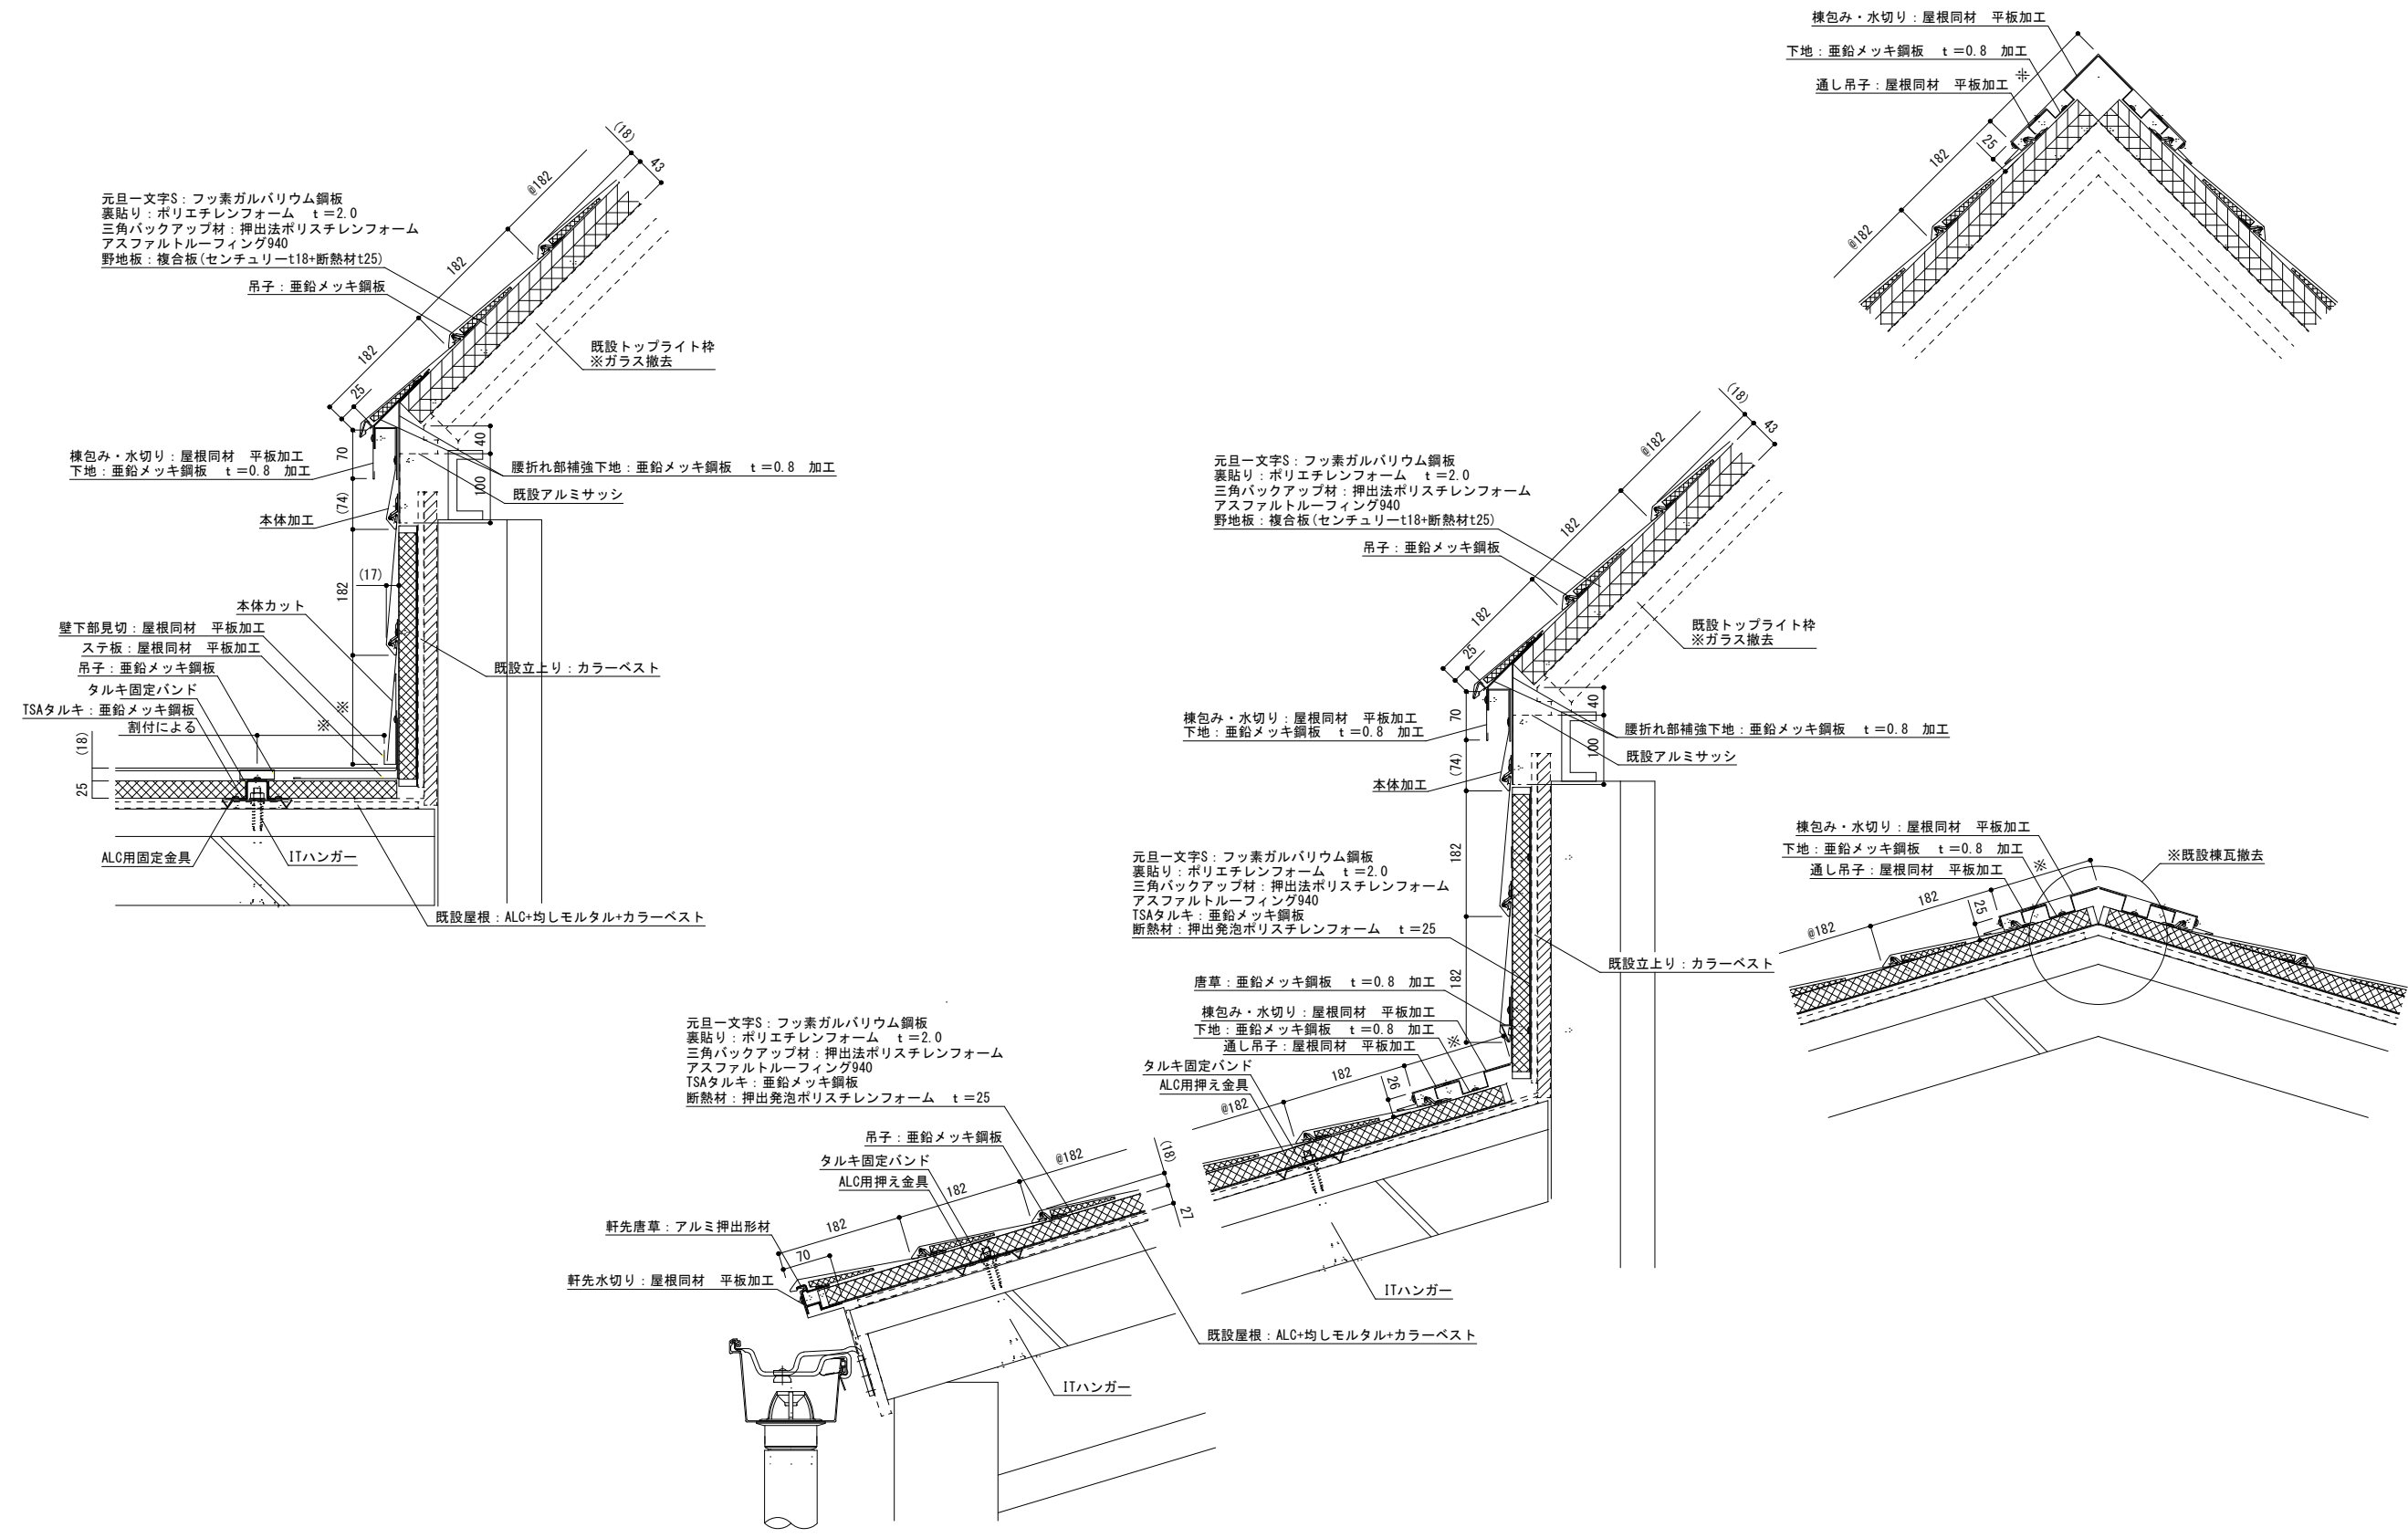 棟包み・水切り：屋根同材　平板加工
下地：亜鉛メッキ鋼板　ｔ＝0.8　加工
通し吊子：屋根同材　平板加工
※
25
182
@182
(18)
43
@182
182
182
25
元旦一文字S：フッ素ガルバリウム鋼板
裏貼り：ポリエチレンフォーム　ｔ＝2.0
三角バックアップ材：押出法ポリスチレンフォーム
アスファルトルーフィング940
野地板：複合板(センチュリーt18+断熱材t25)
吊子：亜鉛メッキ鋼板
既設トップライト枠
※ガラス撤去
70
40
棟包み・水切り：屋根同材　平板加工
下地：亜鉛メッキ鋼板　ｔ＝0.8　加工
腰折れ部補強下地：亜鉛メッキ鋼板　ｔ＝0.8　加工
100
既設アルミサッシ
(74)
本体加工
(17)
182
本体カット
壁下部見切：屋根同材　平板加工
ステ板：屋根同材　平板加工
吊子：亜鉛メッキ鋼板
既設立上り：カラーベスト
タルキ固定バンド
TSAタルキ：亜鉛メッキ鋼板
割付による
※
※
(18)
25
ALC用固定金具
ITハンガー
既設屋根：ALC+均しモルタル+カラーベスト
(18)
43
@182
182
182
25
元旦一文字S：フッ素ガルバリウム鋼板
裏貼り：ポリエチレンフォーム　ｔ＝2.0
三角バックアップ材：押出法ポリスチレンフォーム
アスファルトルーフィング940
野地板：複合板(センチュリーt18+断熱材t25)
吊子：亜鉛メッキ鋼板
既設トップライト枠
※ガラス撤去
70
40
棟包み・水切り：屋根同材　平板加工
下地：亜鉛メッキ鋼板　ｔ＝0.8　加工
腰折れ部補強下地：亜鉛メッキ鋼板　ｔ＝0.8　加工
100
既設アルミサッシ
(74)
本体加工
182
元旦一文字S：フッ素ガルバリウム鋼板
裏貼り：ポリエチレンフォーム　ｔ＝2.0
三角バックアップ材：押出法ポリスチレンフォーム
アスファルトルーフィング940
TSAタルキ：亜鉛メッキ鋼板
断熱材：押出発泡ポリスチレンフォーム　ｔ＝25
既設立上り：カラーベスト
182
唐草：亜鉛メッキ鋼板　ｔ＝0.8　加工
棟包み・水切り：屋根同材　平板加工
下地：亜鉛メッキ鋼板　ｔ＝0.8　加工
通し吊子：屋根同材　平板加工
※
タルキ固定バンド
ALC用押え金具
182
26
@182
ITハンガー
棟包み・水切り：屋根同材　平板加工
下地：亜鉛メッキ鋼板　ｔ＝0.8　加工
通し吊子：屋根同材　平板加工
※既設棟瓦撤去
※
182
25
@182
元旦一文字S：フッ素ガルバリウム鋼板
裏貼り：ポリエチレンフォーム　ｔ＝2.0
三角バックアップ材：押出法ポリスチレンフォーム
アスファルトルーフィング940
TSAタルキ：亜鉛メッキ鋼板
断熱材：押出発泡ポリスチレンフォーム　ｔ＝25
吊子：亜鉛メッキ鋼板
タルキ固定バンド
ALC用押え金具
(18)
@182
182
27
182
軒先唐草：アルミ押出形材
70
軒先水切り：屋根同材　平板加工
既設屋根：ALC+均しモルタル+カラーベスト
ITハンガー